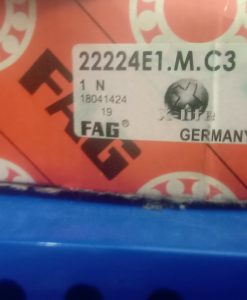 FAG
22224E1.M.C3
1 N
18041424
19
X-life
FAG®
GERMANY